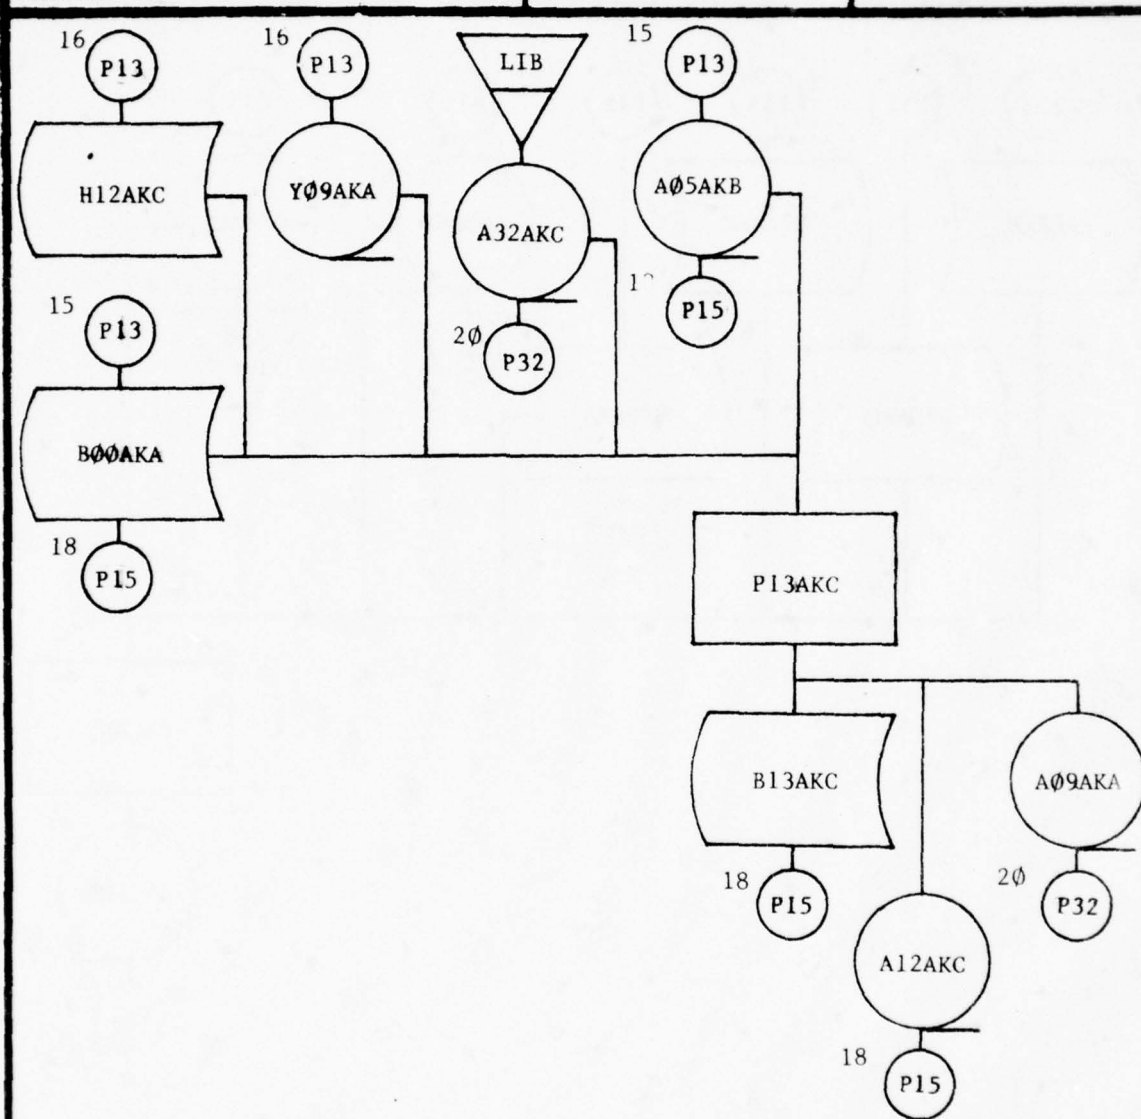 16
P13
16
P13
LIB
15
P13
H12AKC
YØ9AKA
A32AKC
AØ5AKB
15
P13
2Ø
P32
P15
BØØAKA
18
P15
P13AKC
B13AKC
AØ9AKA
18
P15
2Ø
P32
A12AKC
18
P15